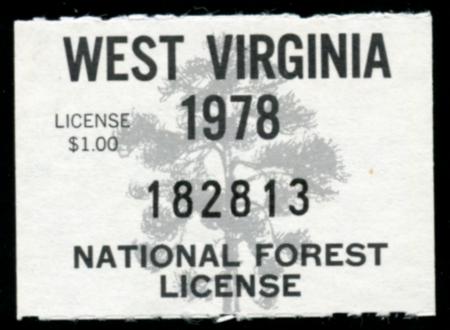 WEST VIRGINIA
1978
LICENSE
$1.00
182813
NATIONAL FOREST
LICENSE